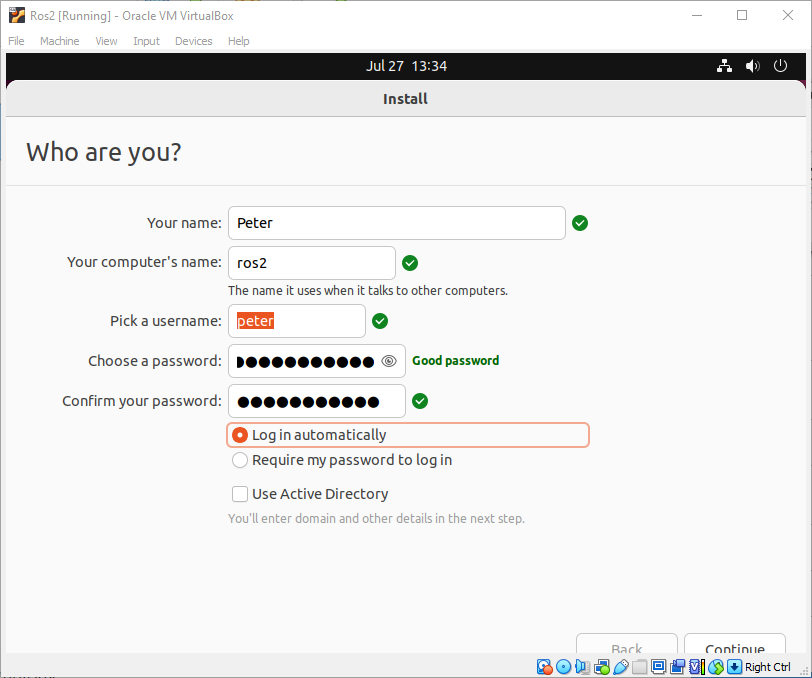 Ros2 [Running] - Oracle VM VirtualBox
File Machine View Input Devices Help
Jul 27 13:34
Install
Who are you?
Your name: Peter
Your computer's name: ros2
The name it uses when it talks to other computers.
Pick a username: peter
Choose a password: Good password
Confirm your password:
Log in automatically
Require my password to log in
Use Active Directory
You'll enter domain and other details in the next step.
Back Continue
Right Ctrl